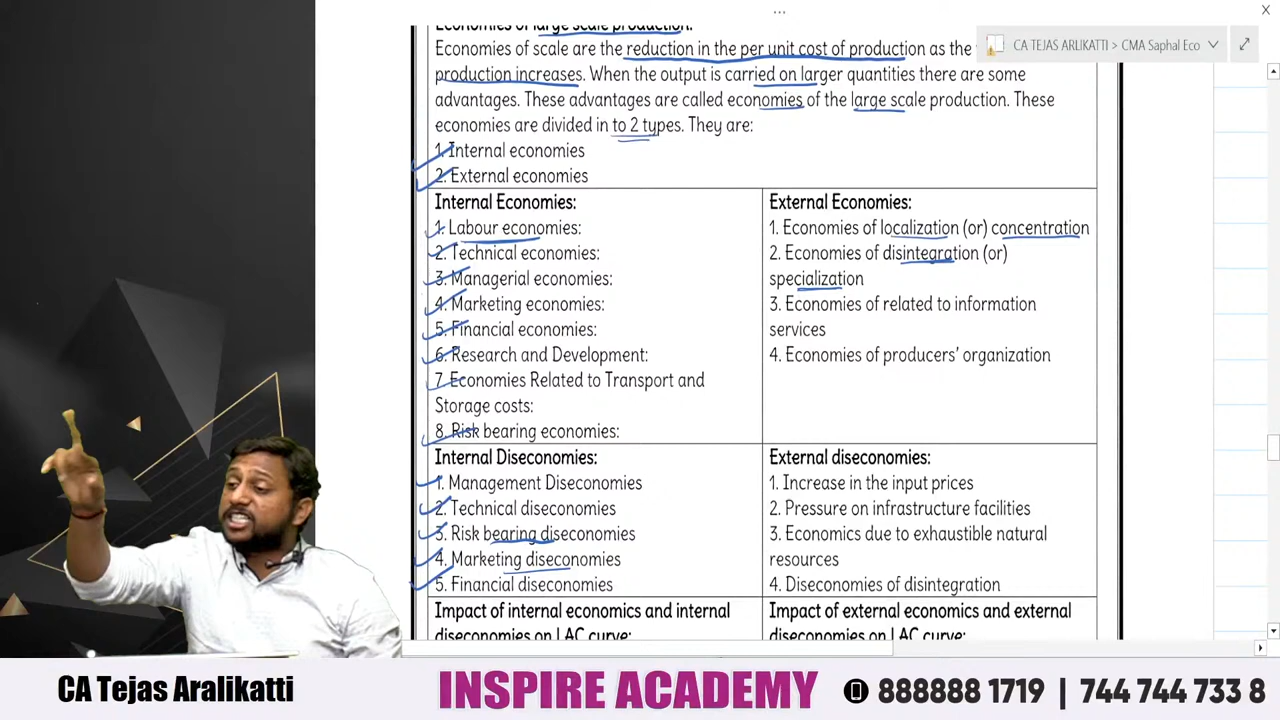 Economies of large scale production:
CA TEJAS ARLIKATTI > CMA Saphal Eco
Economies of scale are the reduction in the per unit cost of production as the
production increases. When the output is carried on larger quantities there are some
advantages. These advantages are called economies of the large scale production. These
economies are divided in to 2 types. They are:
1. Internal economies
2. External economies
Internal Economies:
1. Labour economies:
2. Technical economies:
3. Managerial economies:
4. Marketing economies:
5. Financial economies:
6. Research and Development:
7. Economies Related to Transport and
Storage costs:
8. Risk bearing economies:
External Economies:
1. Economies of localization (or) concentration
2. Economies of disintegration (or)
specialization
3. Economies of related to information
services
4. Economies of producers' organization
Internal Diseconomies:
1. Management Diseconomies
2. Technical diseconomies
3. Risk bearing diseconomies
4. Marketing diseconomies
5. Financial diseconomies
External diseconomies:
1. Increase in the input prices
2. Pressure on infrastructure facilities
3. Economics due to exhaustible natural
resources
4. Diseconomies of disintegration
Impact of internal economics and internal
diseconomies on LAC curve:
Impact of external economics and external
diseconomies on LAC curve:
CA Tejas Aralikatti
INSPIRE ACADEMY
888888 1719 | 744 744 733 8